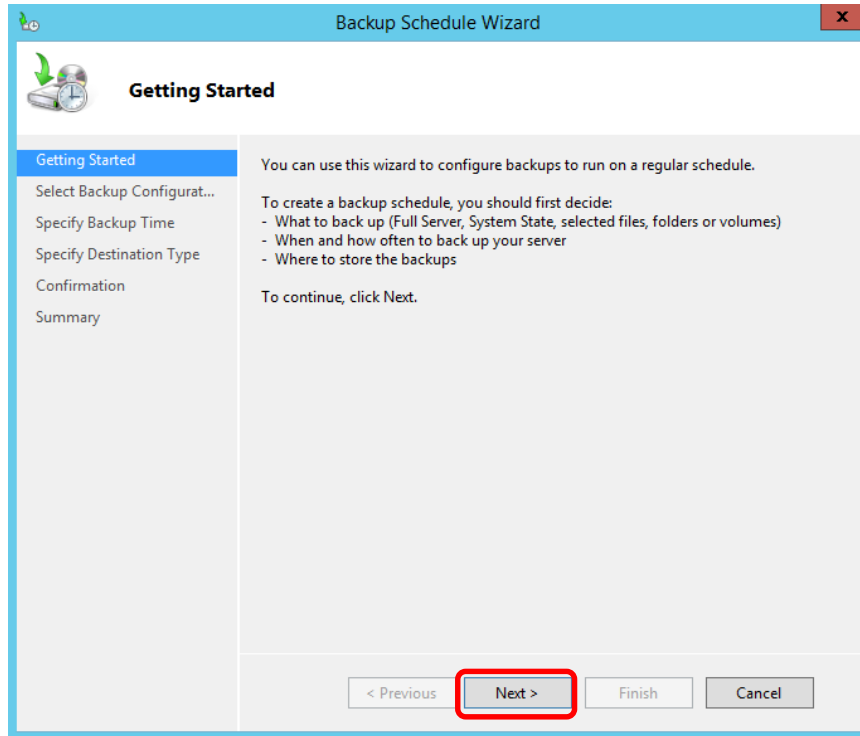 Backup Schedule Wizard
x
Getting Started
Getting Started
Select Backup Configurat...
Specify Backup Time
Specify Destination Type
Confirmation
Summary
You can use this wizard to configure backups to run on a regular schedule.
To create a backup schedule, you should first decide:
- What to back up (Full Server, System State, selected files, folders or volumes)
- When and how often to back up your server
- Where to store the backups
To continue, click Next.
< Previous Next > Finish Cancel